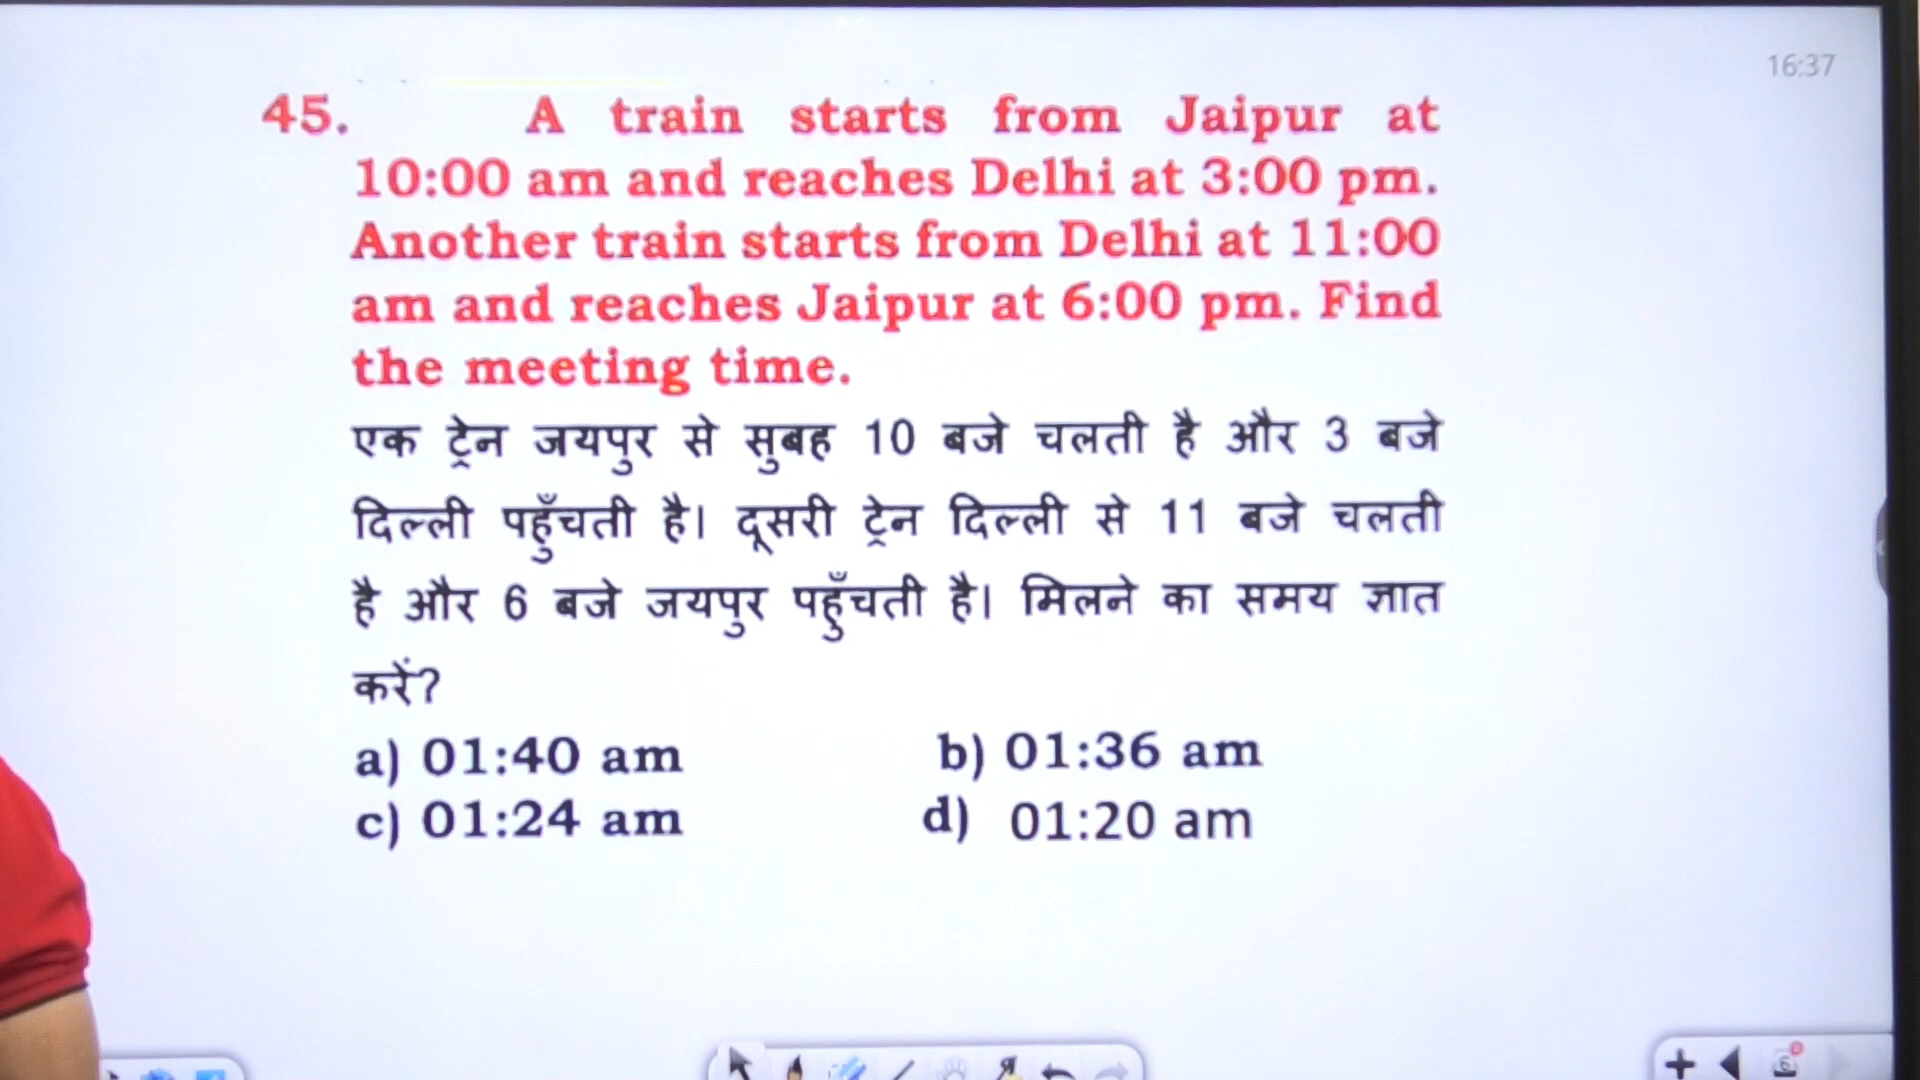 16:37
45. A train starts from Jaipur at
10:00 am and reaches Delhi at 3:00 pm.
Another train starts from Delhi at 11:00
am and reaches Jaipur at 6:00 pm. Find
the meeting time.
एक ट्रेन जयपुर से सुबह 10 बजे चलती है और 3 बजे
दिल्ली पहुँचती है। दूसरी ट्रेन दिल्ली से 11 बजे चलती
है और 6 बजे जयपुर पहुँचती है। मिलने का समय ज्ञात
करें?
a) 01:40 am b) 01:36 am
c) 01:24 am d) 01:20 am